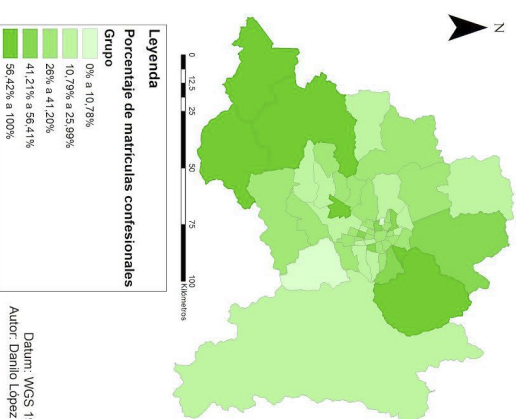 N
0 12,5 25 50 75 100
Kilómetros
Leyenda
Porcentaje de matrículas confesionales
Grupo
0% a 10,78%
10,79% a 25,99%
26% a 41,20%
41,21% a 56,41%
56,42% a 100%
Datum: WGS 1
Autor: Danilo López